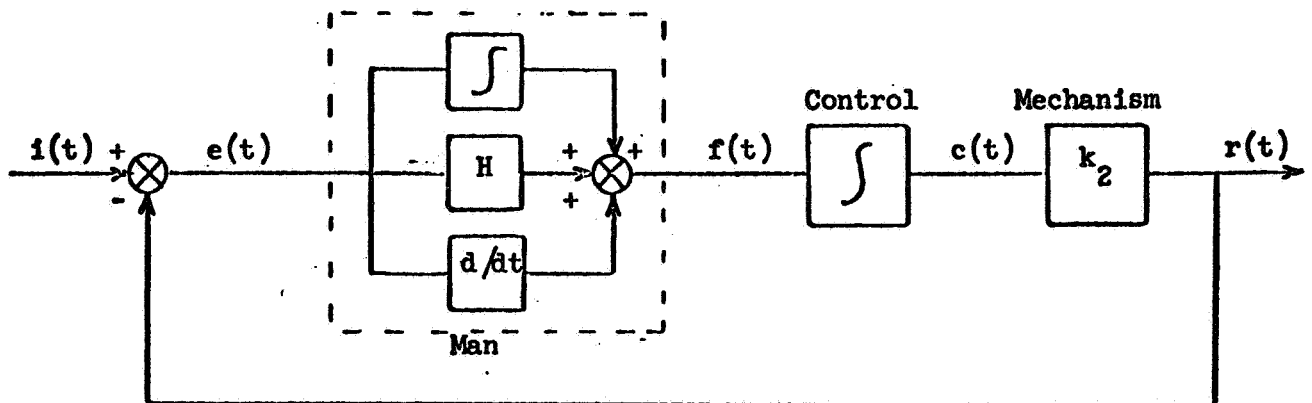 ∫
Control
Mechanism
i(t)
+
-
e(t)
H
+
+
+
f(t)
∫
c(t)
k2
r(t)
d/dt
Man